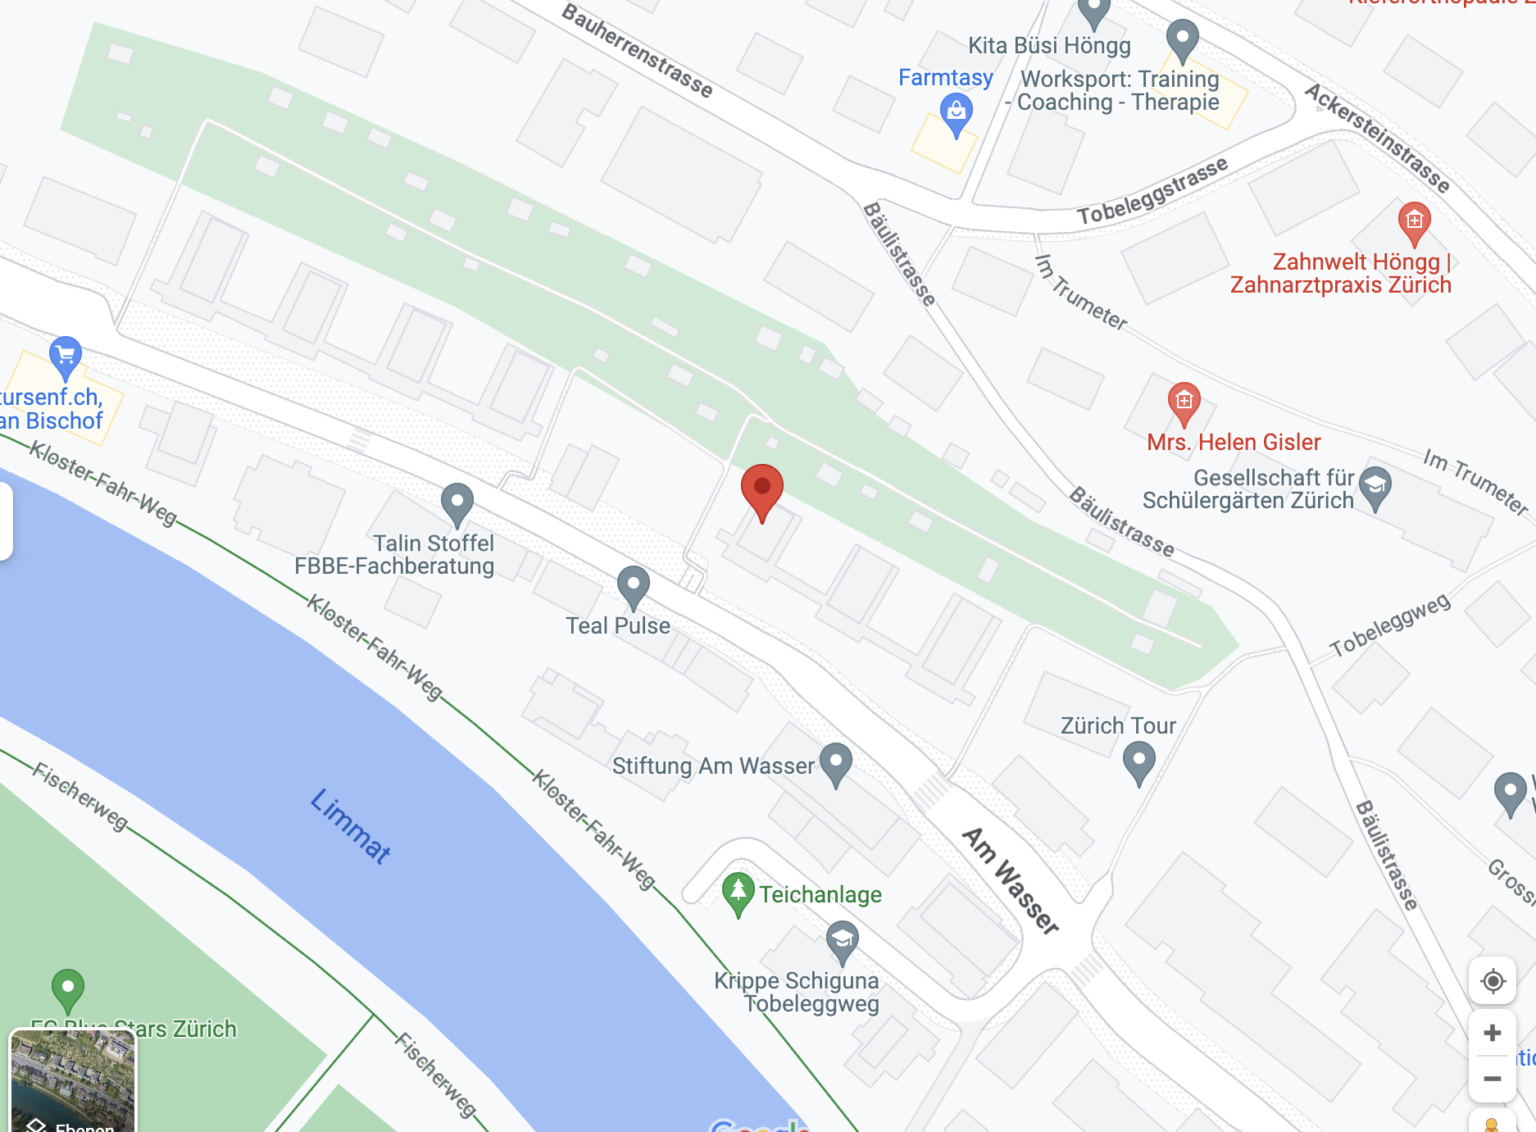 Kieferorthopädie
Bauherrenstrasse
Kita Büsi Höngg
Farmtasy
Worksport: Training
- Coaching - Therapie
Ackersteinstrasse
Tobeleggstrasse
Bäulistrasse
Im Trumeter
Zahnwelt Höngg |
Zahnarztpraxis Zürich
tursenf.ch,
an Bischof
Mrs. Helen Gisler
Im Trumeter
Kloster-Fahr-Weg
Gesellschaft für
Schülergärten Zürich
Bäulistrasse
Talin Stoffel
FBBE-Fachberatung
Teal Pulse
Tobeleggweg
Kloster-Fahr-Weg
Zürich Tour
Stiftung Am Wasser
Fischerweg
Limmat
Kloster-Fahr-Weg
Am Wasser
Bäulistrasse
Teichanlage
Krippe Schiguna
Tobeleggweg
FC Blue Stars Zürich
Fischerweg
Ebenen
Google